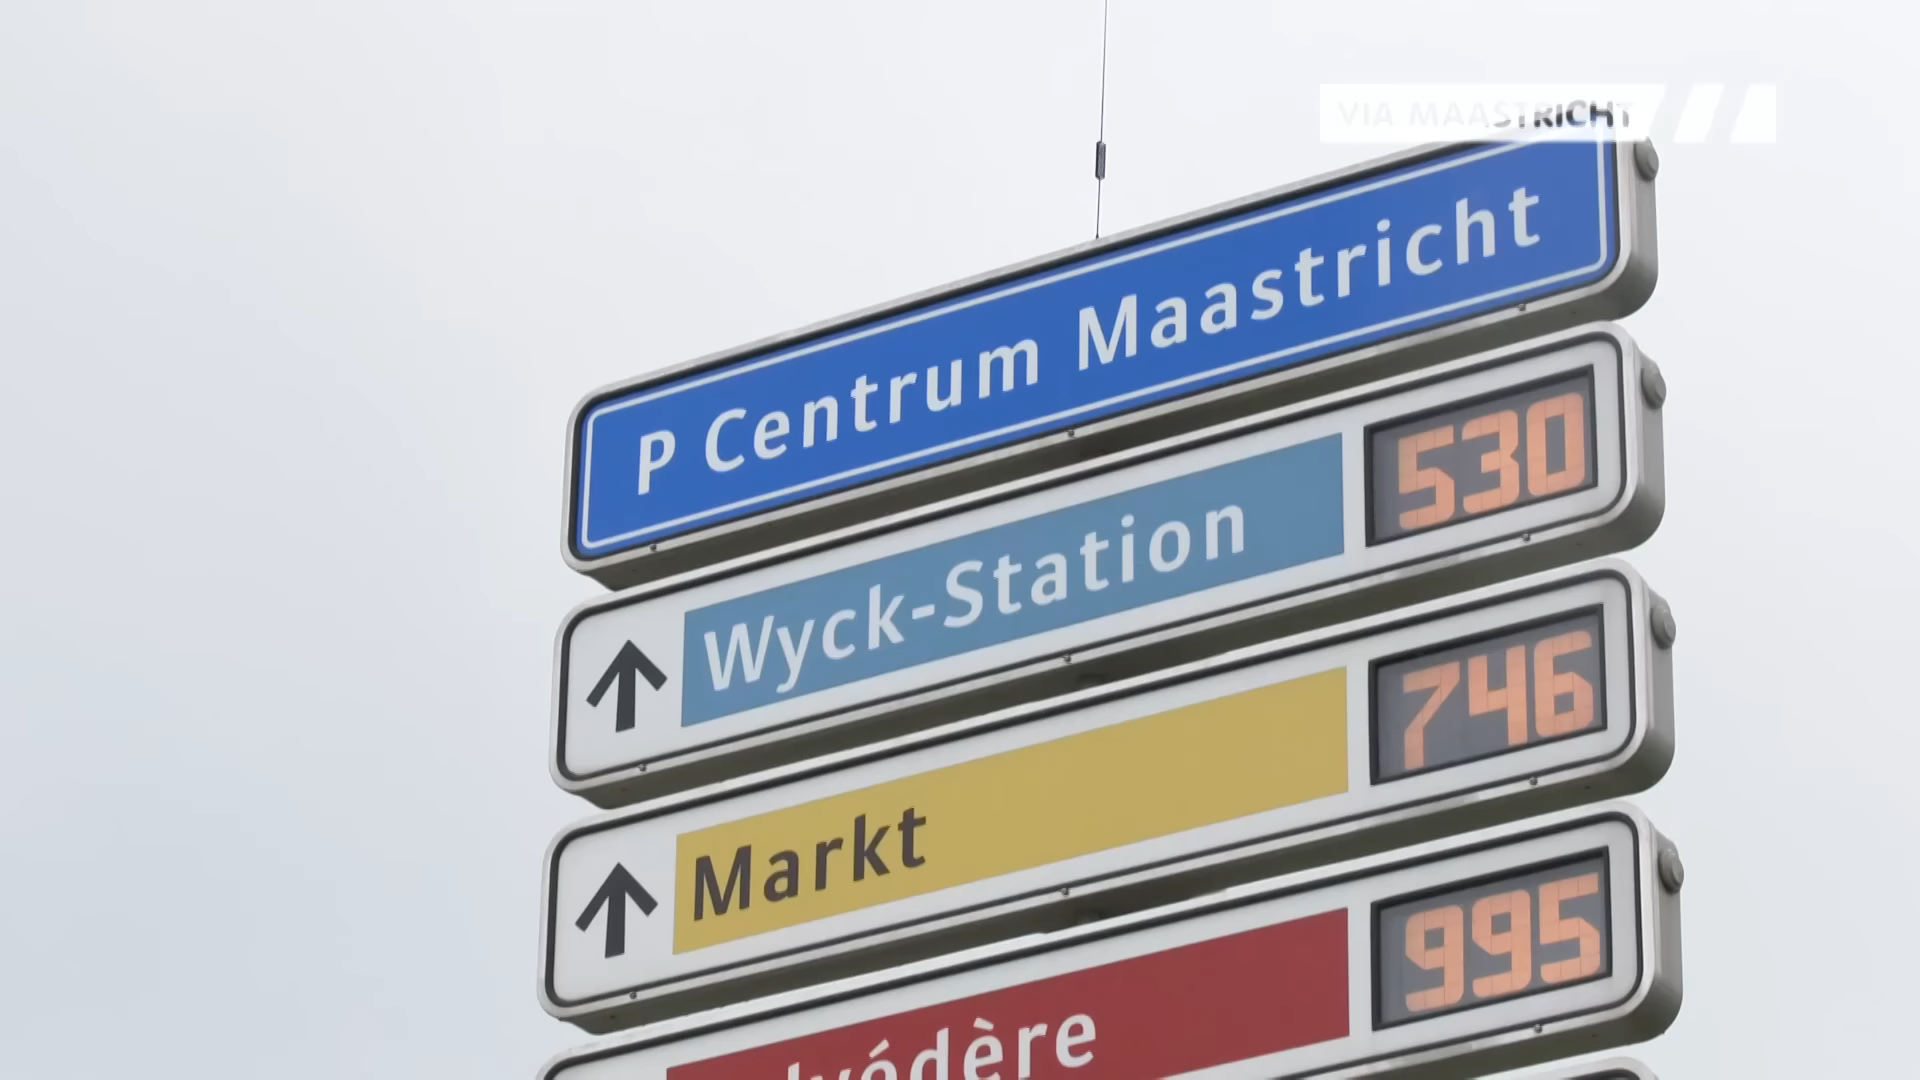 VIA MAASTRICHT
P Centrum Maastricht
Wyck-Station 530
Markt 746
995